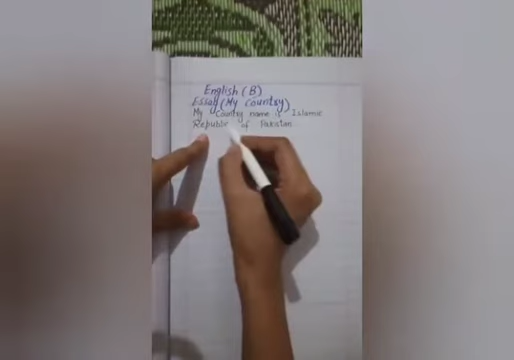 English (B)
Essay (My Country)
My Country name is Islamic
Republic of Pakistan